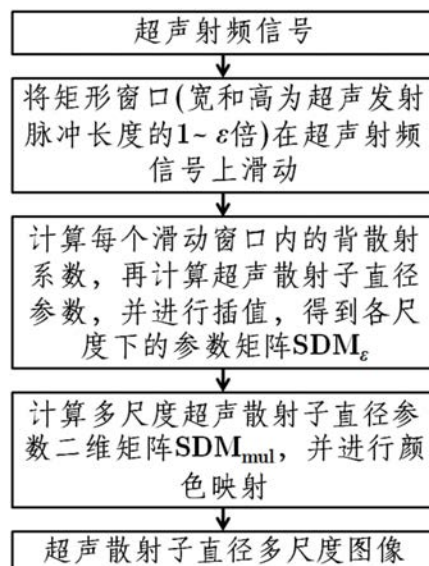 超声射频信号
将矩形窗口(宽和高为超声发射
脉冲长度的1~ε倍)在超声射频
信号上滑动
计算每个滑动窗口内的背散射
系数，再计算超声散射子直径
参数，并进行插值，得到各尺
度下的参数矩阵SDMε
计算多尺度超声散射子直径参
数二维矩阵SDMmul，并进行颜
色映射
超声散射子直径多尺度图像